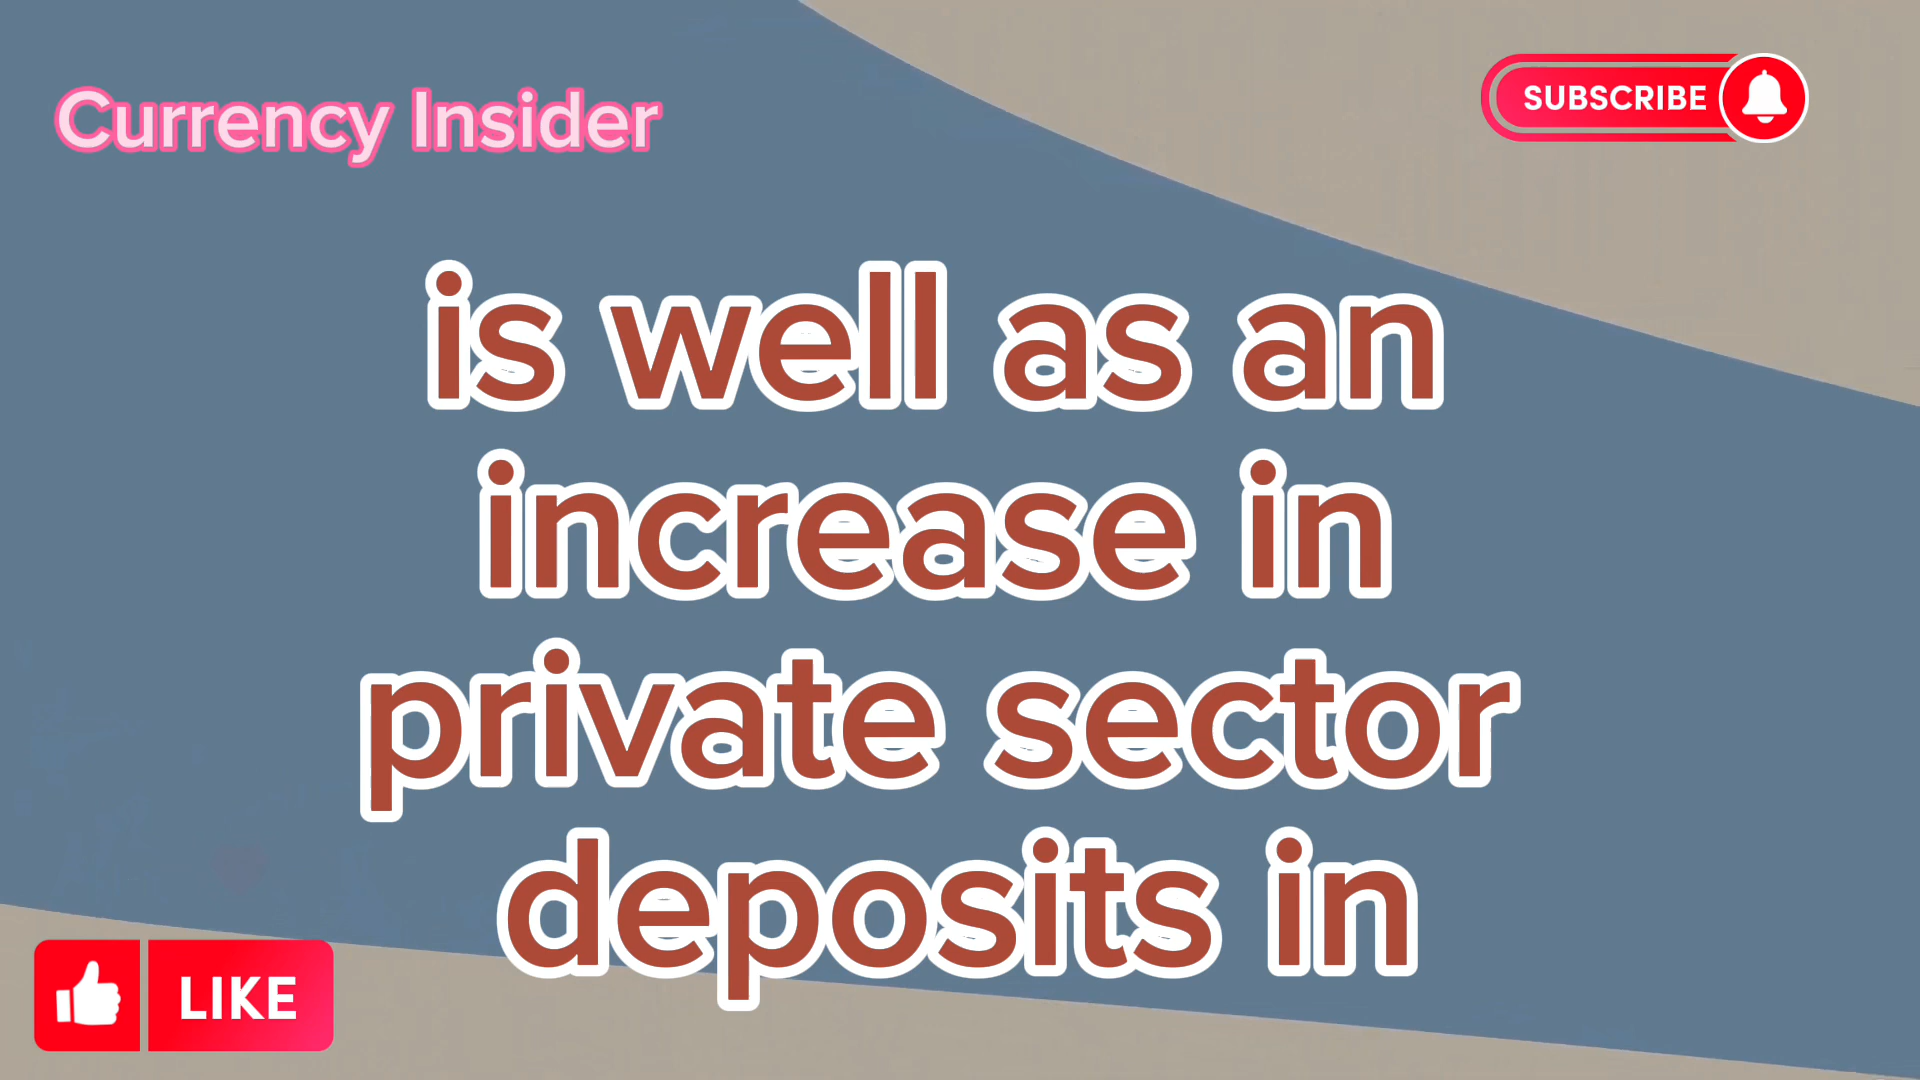 Currency Insider
SUBSCRIBE
is well as an
increase in
private sector
deposits in
LIKE